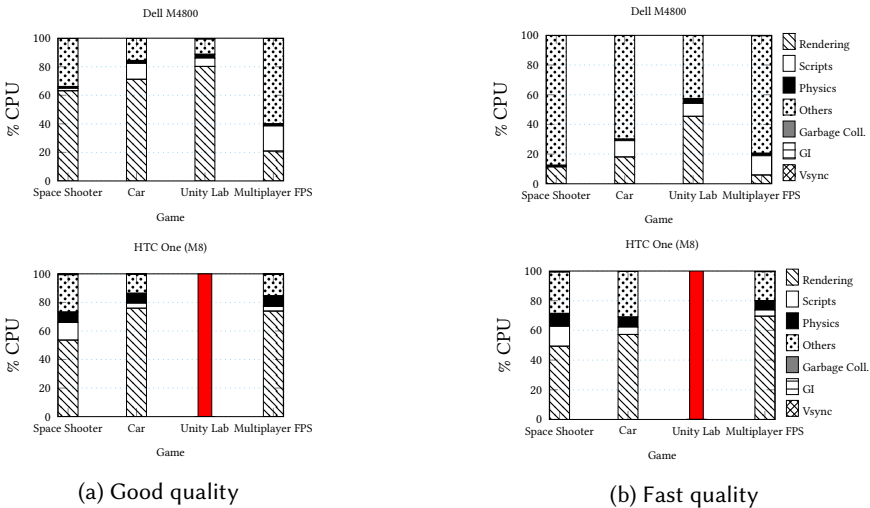 Dell M4800
100
80
60
40
20
0
% CPU
Space Shooter Car Unity Lab Multiplayer FPS
Game
HTC One (M8)
100
80
60
40
20
0
% CPU
Space Shooter Car Unity Lab Multiplayer FPS
Game
(a) Good quality
Dell M4800
100
80
60
40
20
0
% CPU
Space Shooter Car Unity Lab Multiplayer FPS
Game
Rendering
Scripts
Physics
Others
Garbage Coll.
GI
Vsync
HTC One (M8)
100
80
60
40
20
0
% CPU
Space Shooter Car Unity Lab Multiplayer FPS
Game
Rendering
Scripts
Physics
Others
Garbage Coll.
GI
Vsync
(b) Fast quality